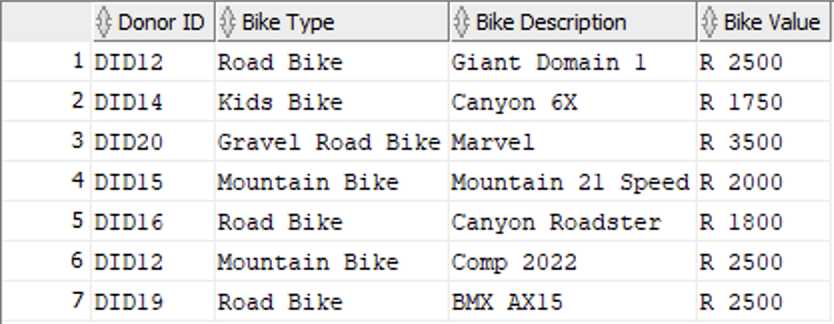 Donor ID Bike Type Bike Description Bike Value
1 DID12 Road Bike Giant Domain 1 R 2500
2 DID14 Kids Bike Canyon 6X R 1750
3 DID20 Gravel Road Bike Marvel R 3500
4 DID15 Mountain Bike Mountain 21 Speed R 2000
5 DID16 Road Bike Canyon Roadster R 1800
6 DID12 Mountain Bike Comp 2022 R 2500
7 DID19 Road Bike BMX AX15 R 2500